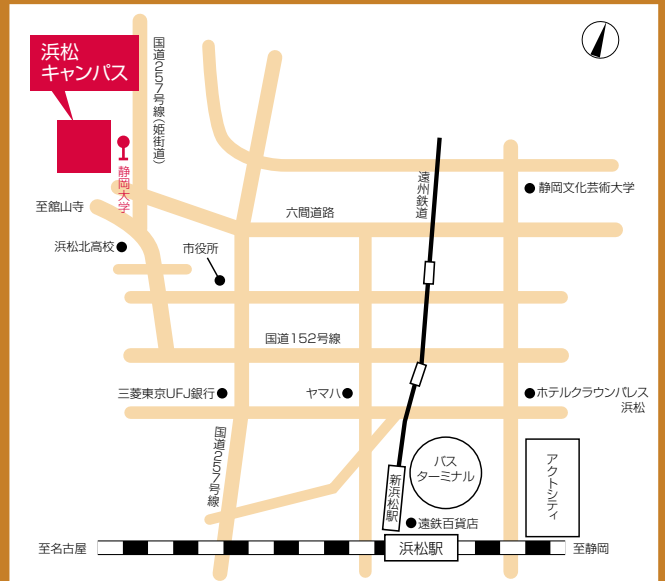 浜松
キャンパス
国道257号線(姫街道)
静岡大学
至舘山寺
浜松北高校
市役所
六間道路
遠州鉄道
静岡文化芸術大学
国道152号線
三菱東京UFJ銀行
ヤマハ
ホテルクラウンパレス
浜松
国道257号線
新浜松駅
バス
ターミナル
アクトシティ
遠鉄百貨店
至名古屋
浜松駅
至静岡